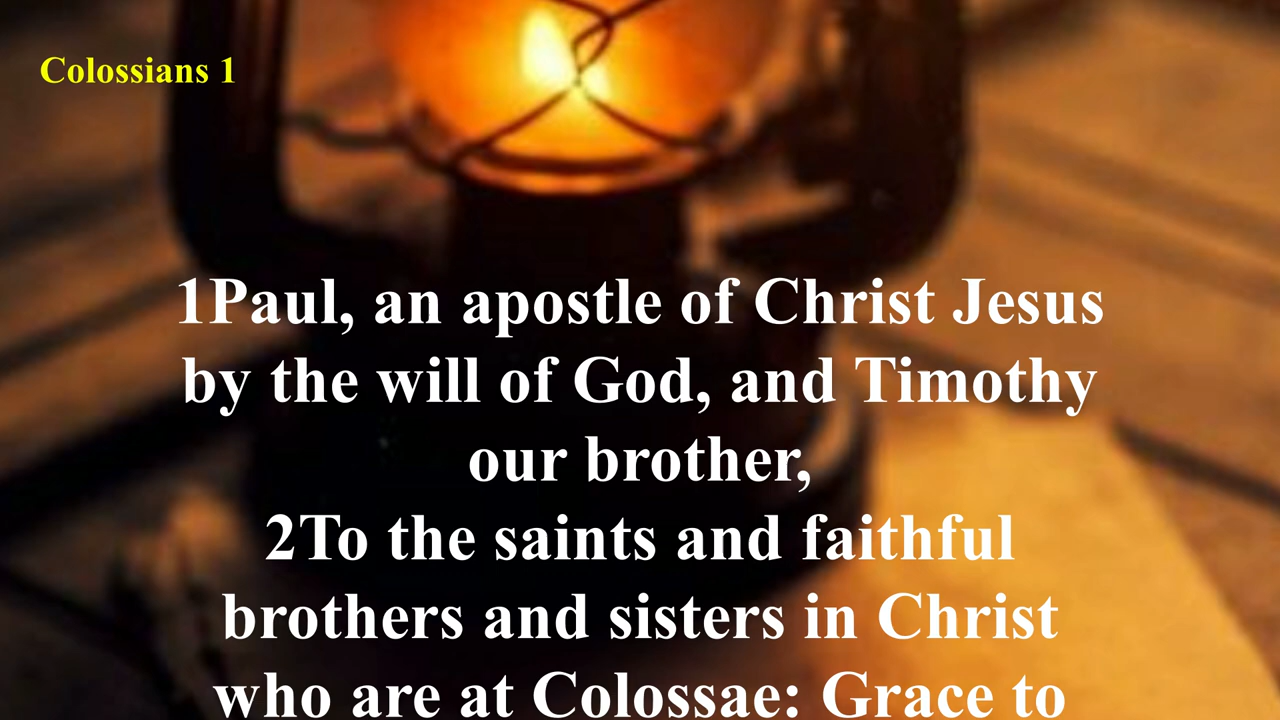 Colossians 1
1Paul, an apostle of Christ Jesus
by the will of God, and Timothy
our brother,
2To the saints and faithful
brothers and sisters in Christ
who are at Colossae: Grace to